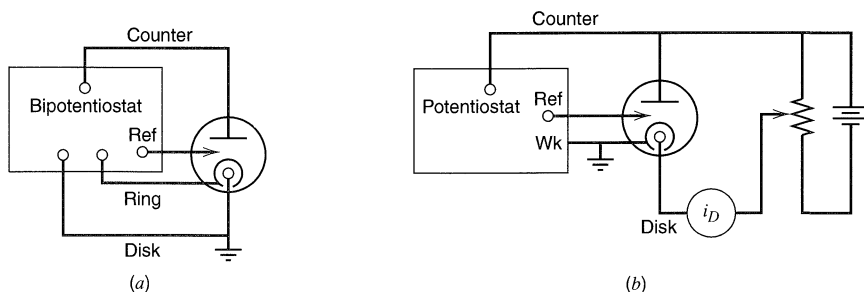 Counter
Bipotentiostat
Ref
Ring
Disk
(a)
Counter
Potentiostat
Ref
Wk
Disk
i_D
(b)